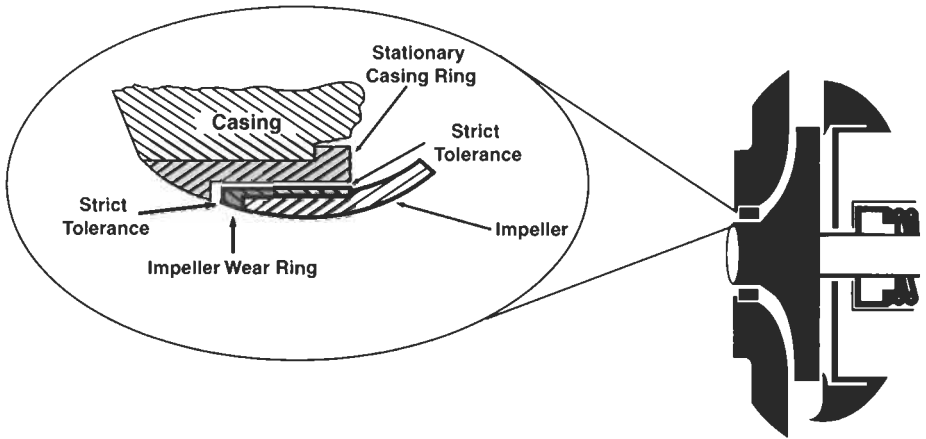 Stationary
Casing Ring
Casing
Strict
Tolerance
Strict
Tolerance
Impeller
Impeller Wear Ring